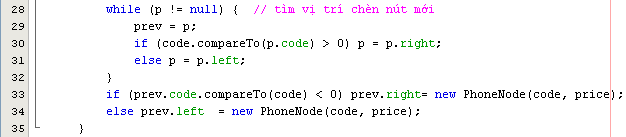 28 while (p != null) { // tìm vị trí chèn nút mới
29 prev = p;
30 if (code.compareTo(p.code) > 0) p = p.right;
31 else p = p.left;
32 }
33 if (prev.code.compareTo(code) < 0) prev.right= new PhoneNode(code, price);
34 else prev.left  = new PhoneNode(code, price);
35 }